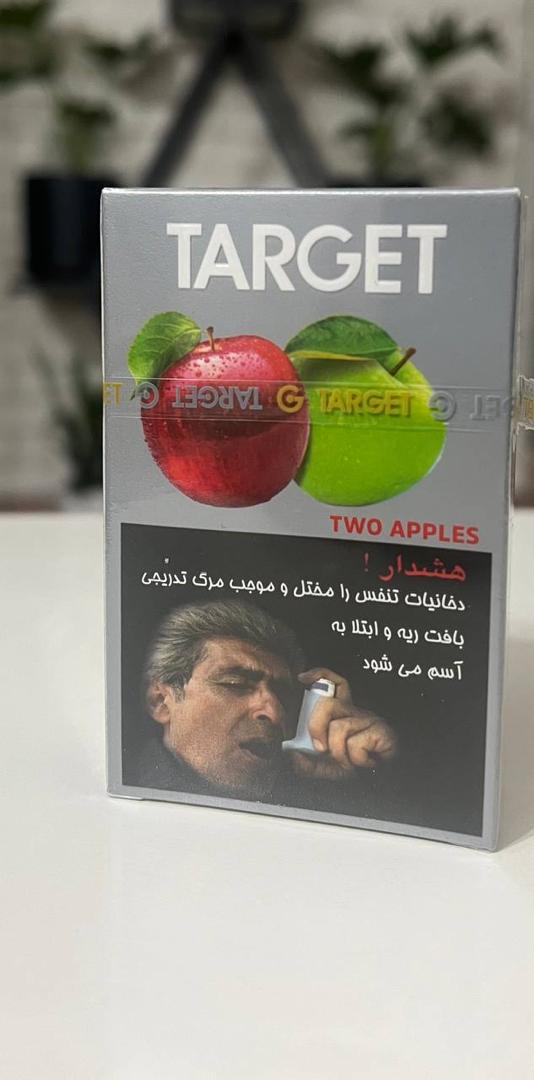 TARGET
TARGET G TARGET
TWO APPLES
هشدار !
دخانیات تنفس را مختل و موجب مرگ تدریجی
بافت ریه و ابتلا به
آسم می شود